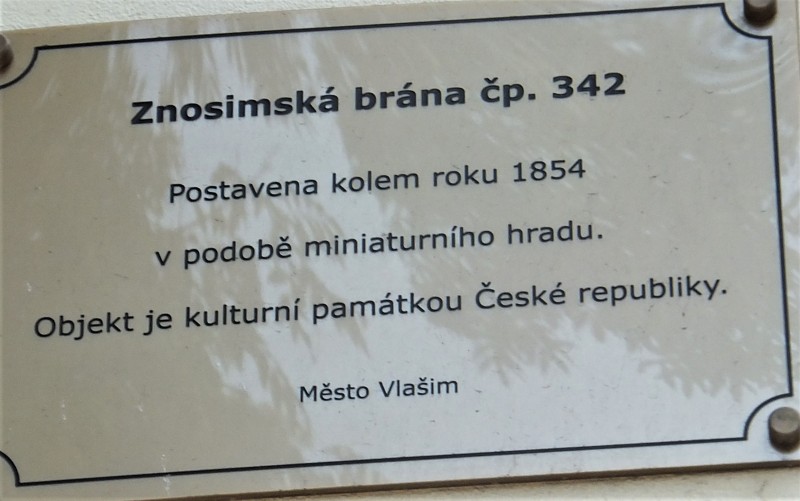 Znosimská brána čp. 342
Postavena kolem roku 1854
v podobě miniaturního hradu.
Objekt je kulturní památkou České republiky.
Město Vlašim